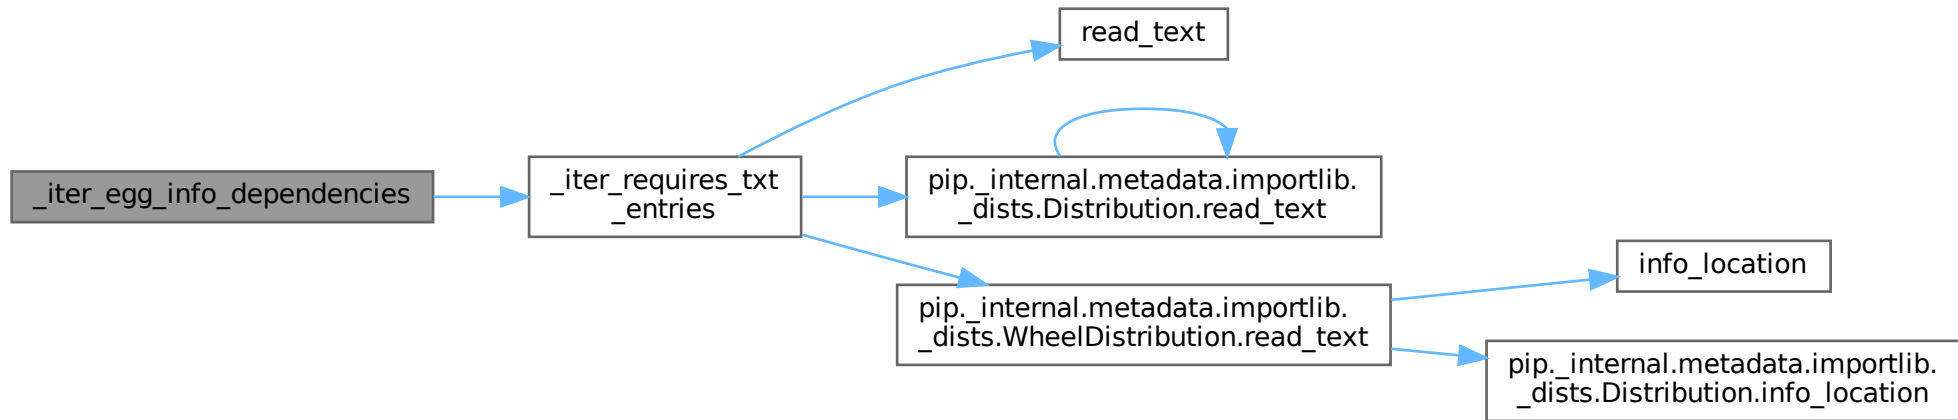 read_text
_iter_egg_info_dependencies
_iter_requires_txt
_entries
pip._internal.metadata.importlib.
_dists.Distribution.read_text
pip._internal.metadata.importlib.
_dists.WheelDistribution.read_text
info_location
pip._internal.metadata.importlib.
_dists.Distribution.info_location